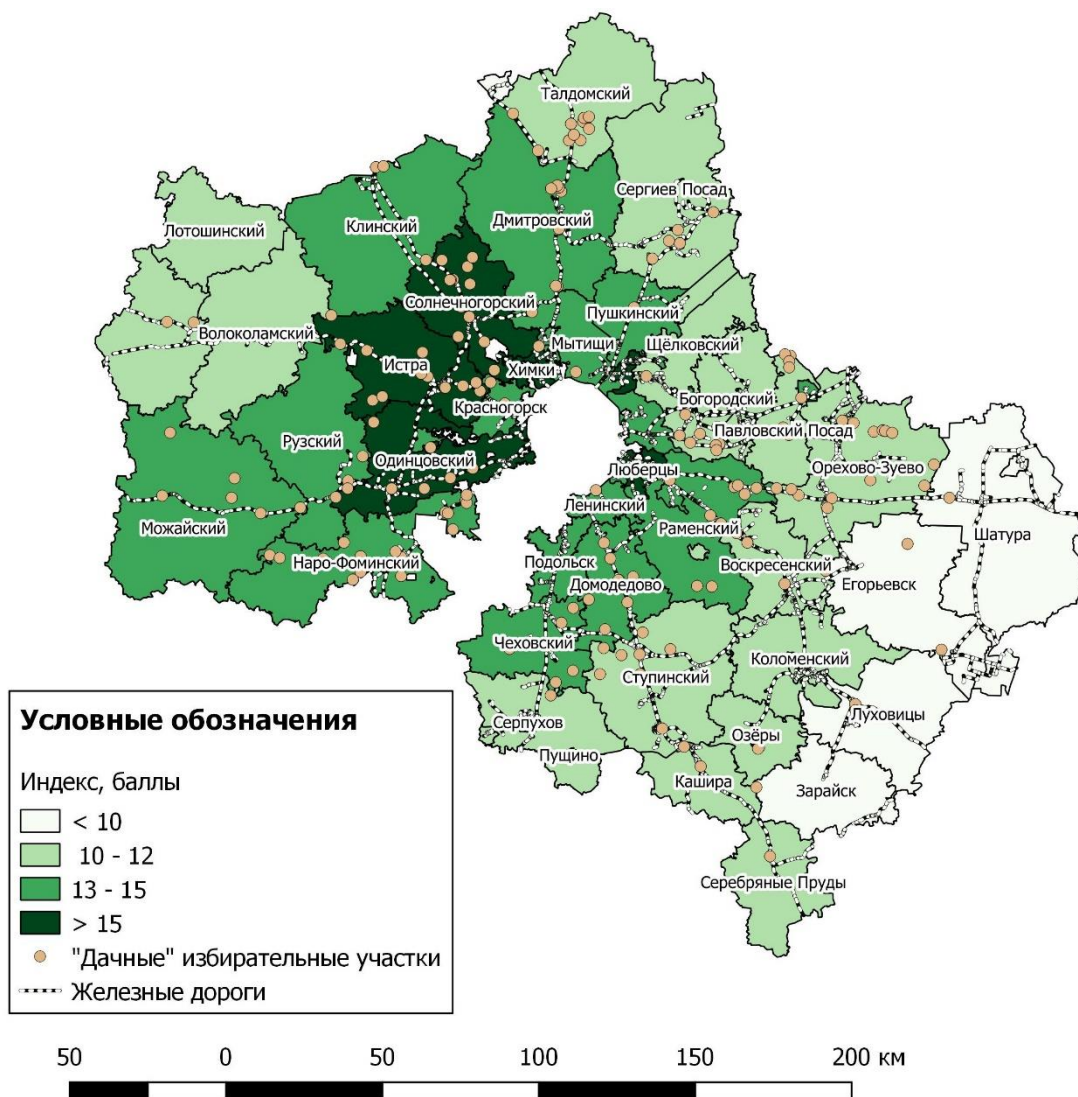 Талдомский
Сергиев Посад
Дмитровский
Клинский
Лотошинский
Солнечногорский
Пушкинский
Волоколамский
Мытищи
Щёлковский
Истра
Химки
Богородский
Красногорск
Павловский Посад
Рузский
Одинцовский
Орехово-Зуево
Люберцы
Ленинский
Можайский
Раменский
Шатура
Наро-Фоминский
Подольск
Воскресенский
Домодедово
Егорьевск
Чеховский
Коломенский
Ступинский
Луховицы
Серпухов
Озёры
Пущино
Кашира
Зарайск
Серебряные Пруды
Условные обозначения
Индекс, баллы
< 10
10 - 12
13 - 15
> 15
"Дачные" избирательные участки
Железные дороги
50 0 50 100 150 200 км